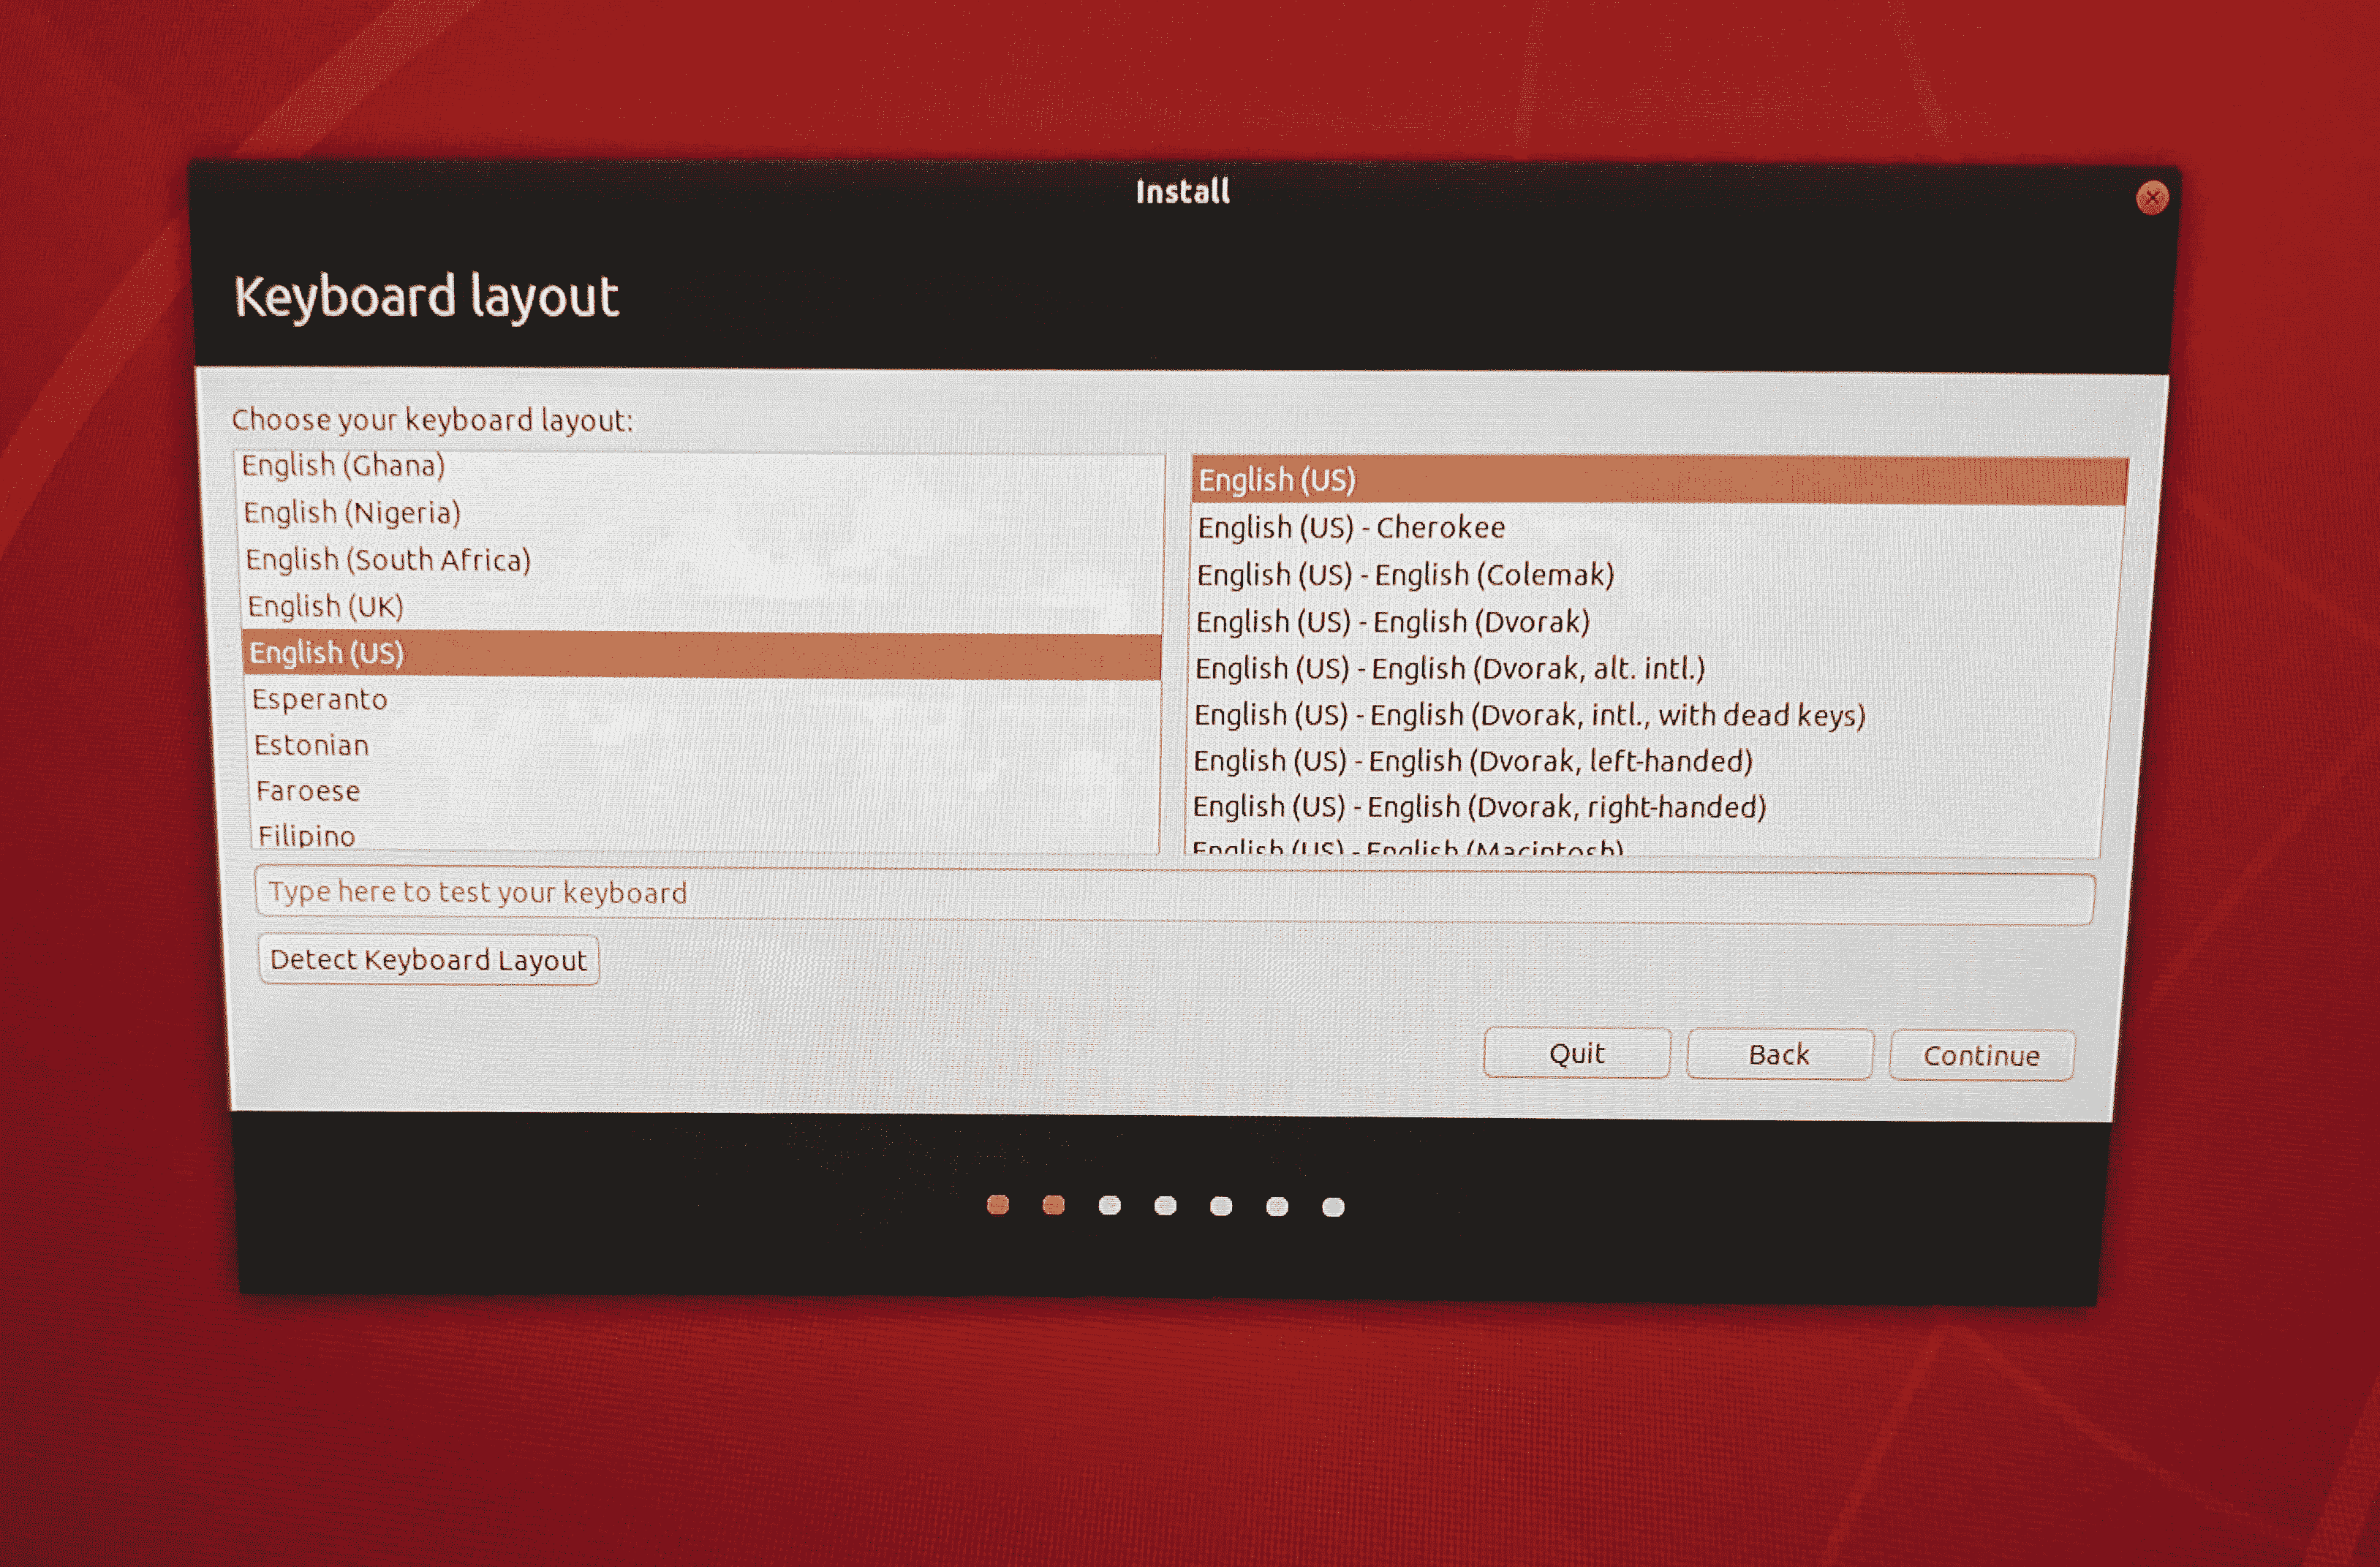 Install
Keyboard layout
Choose your keyboard layout:
English (Ghana)
English (Nigeria)
English (South Africa)
English (UK)
English (US)
Esperanto
Estonian
Faroese
Filipino
English (US)
English (US) - Cherokee
English (US) - English (Colemak)
English (US) - English (Dvorak)
English (US) - English (Dvorak, alt. intl.)
English (US) - English (Dvorak, intl., with dead keys)
English (US) - English (Dvorak, left-handed)
English (US) - English (Dvorak, right-handed)
English (US) - English (Macintosh)
Type here to test your keyboard
Detect Keyboard Layout
Quit
Back
Continue